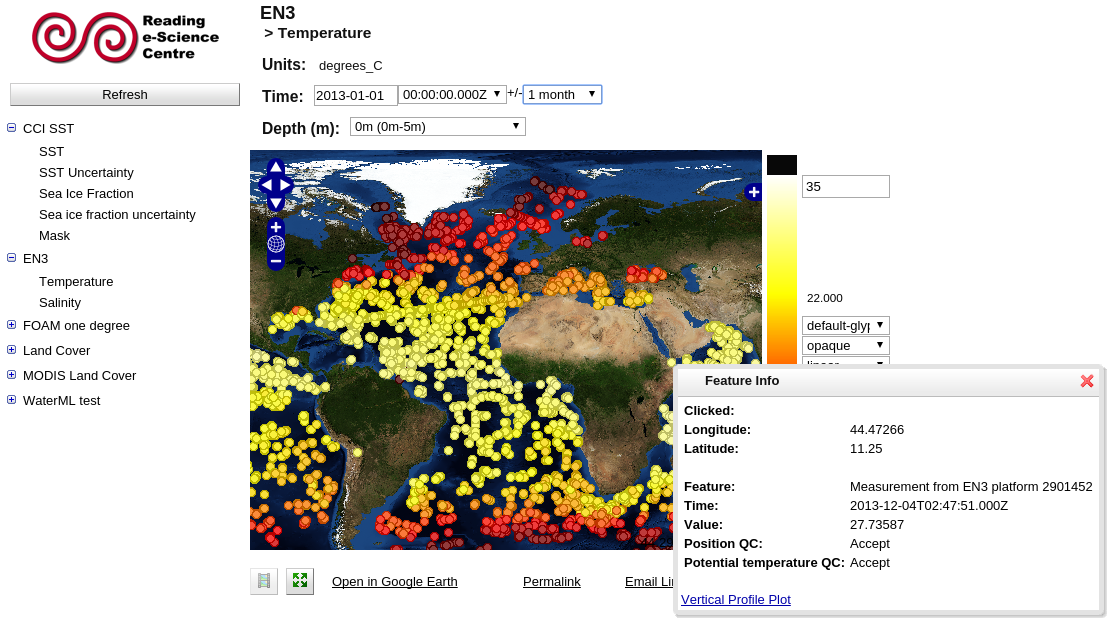 Reading
e-Science
Centre
Refresh
CCI SST
SST
SST Uncertainty
Sea Ice Fraction
Sea ice fraction uncertainty
Mask
EN3
Temperature
Salinity
FOAM one degree
Land Cover
MODIS Land Cover
WaterML test
EN3
> Temperature
Units: degrees_C
Time: 2013-01-01 00:00:00.000Z +/- 1 month
Depth (m): 0m (0m-5m)
35
22.000
default-glyp
opaque
Feature Info
Clicked:
Longitude: 44.47266
Latitude: 11.25
Feature: Measurement from EN3 platform 2901452
Time: 2013-12-04T02:47:51.000Z
Value: 27.73587
Position QC: Accept
Potential temperature QC: Accept
Vertical Profile Plot
Open in Google Earth Permalink Email